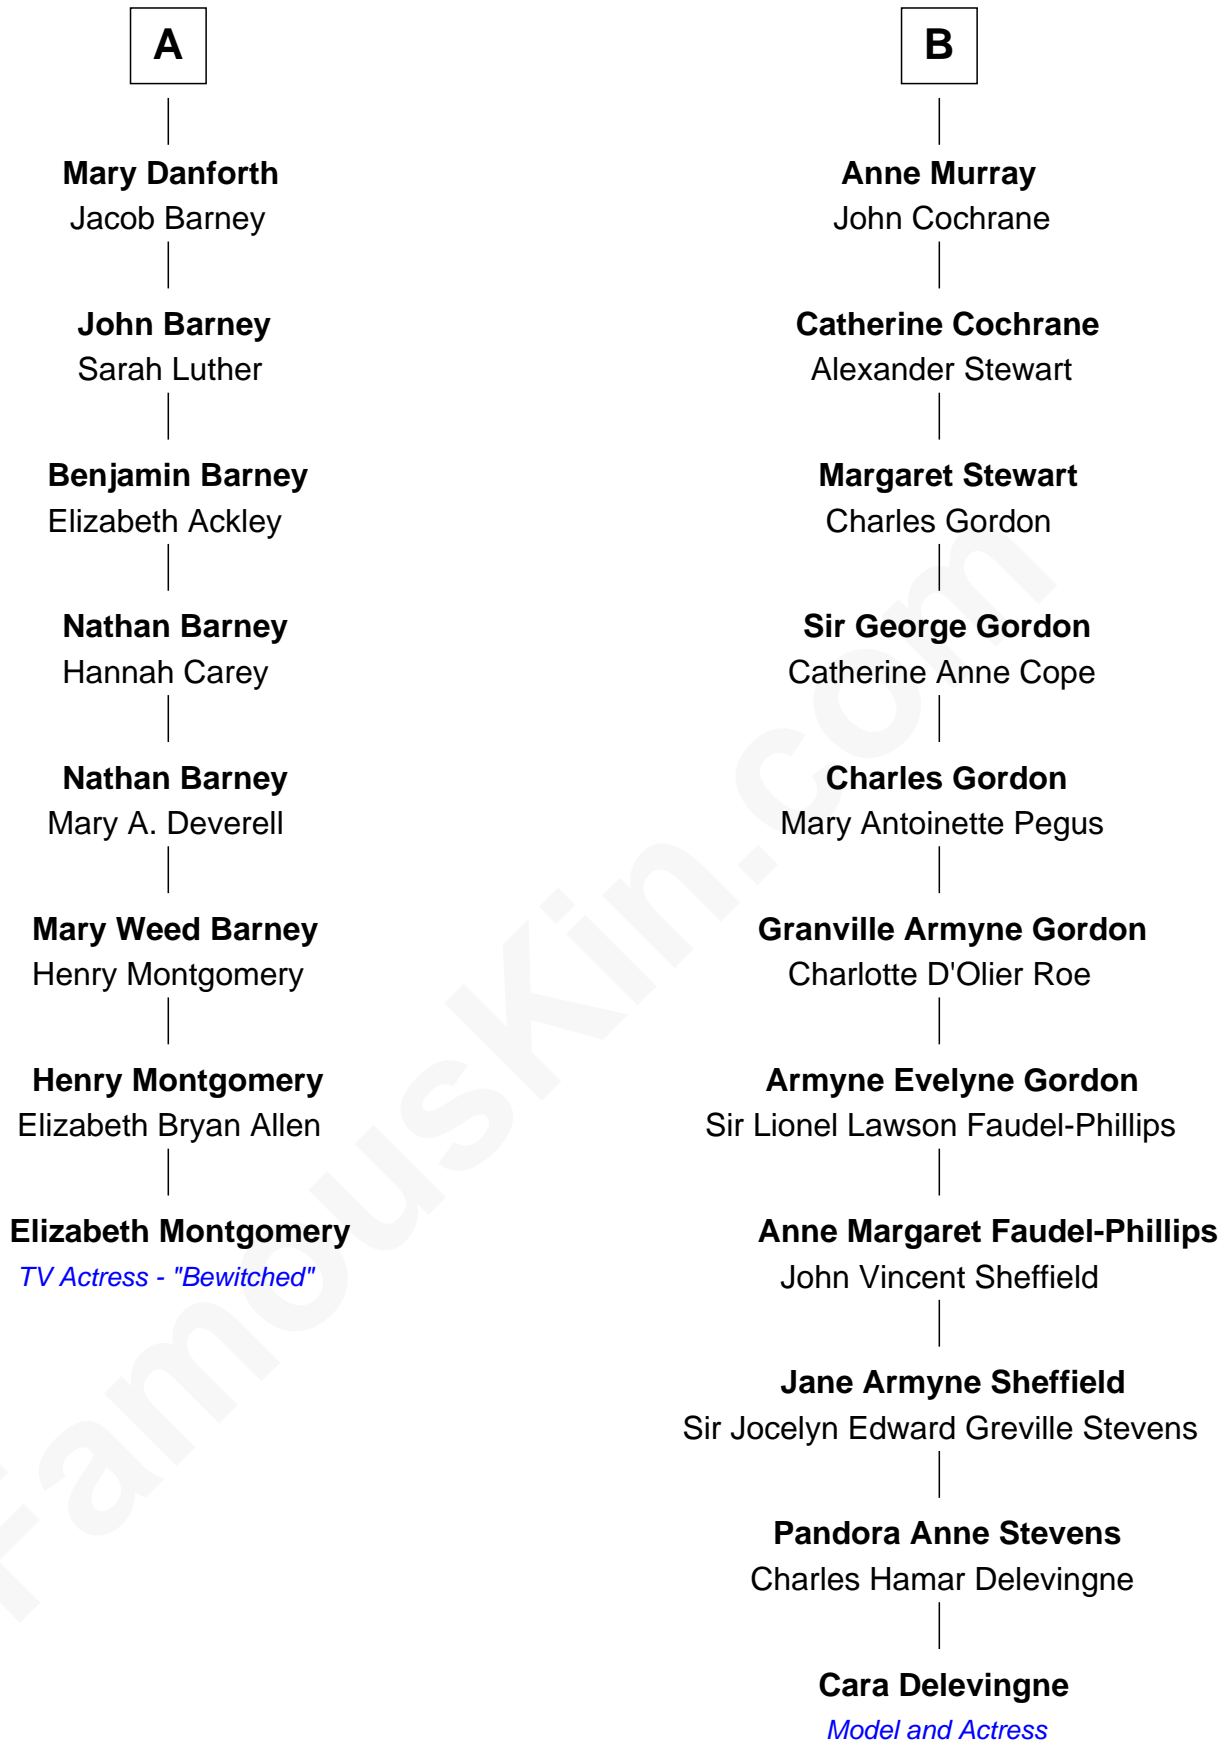 A
Mary Danforth
Jacob Barney
John Barney
Sarah Luther
Benjamin Barney
Elizabeth Ackley
Nathan Barney
Hannah Carey
Nathan Barney
Mary A. Deverell
Mary Weed Barney
Henry Montgomery
Henry Montgomery
Elizabeth Bryan Allen
Elizabeth Montgomery
TV Actress - "Bewitched"
B
Anne Murray
John Cochrane
Catherine Cochrane
Alexander Stewart
Margaret Stewart
Charles Gordon
Sir George Gordon
Catherine Anne Cope
Charles Gordon
Mary Antoinette Pegus
Granville Armyne Gordon
Charlotte D'Olier Roe
Armyne Evelyne Gordon
Sir Lionel Lawson Faudel-Phillips
Anne Margaret Faudel-Phillips
John Vincent Sheffield
Jane Armyne Sheffield
Sir Jocelyn Edward Greville Stevens
Pandora Anne Stevens
Charles Hamar Delevingne
Cara Delevingne
Model and Actress
FamousKin.com